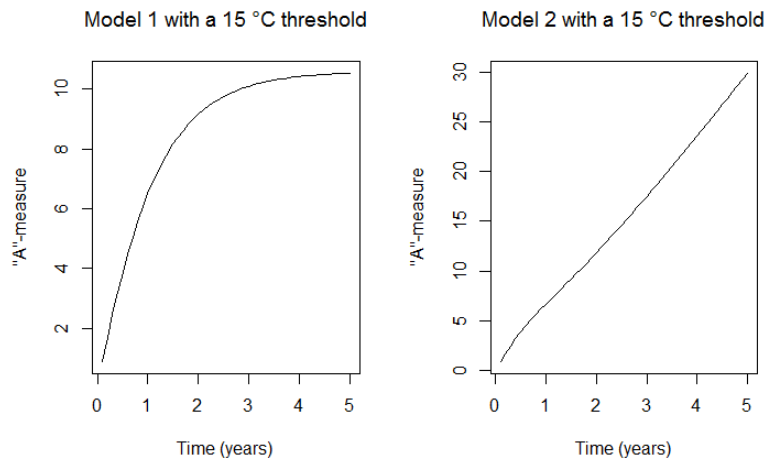 Model 1 with a 15 °C threshold
"A"-measure
10
8
6
4
2
0 1 2 3 4 5
Time (years)
Model 2 with a 15 °C threshold
"A"-measure
30
25
20
15
10
5
0
0 1 2 3 4 5
Time (years)